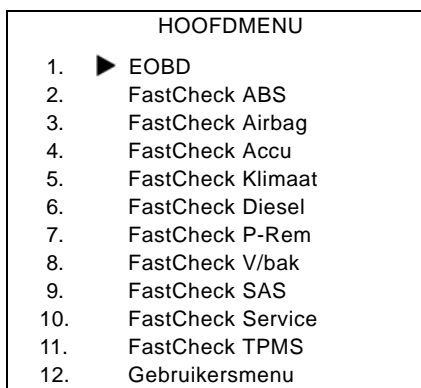 HOOFDMENU
1. ▶ EOBD
2. FastCheck ABS
3. FastCheck Airbag
4. FastCheck Accu
5. FastCheck Klimaat
6. FastCheck Diesel
7. FastCheck P-Rem
8. FastCheck V/bak
9. FastCheck SAS
10. FastCheck Service
11. FastCheck TPMS
12. Gebruikersmenu